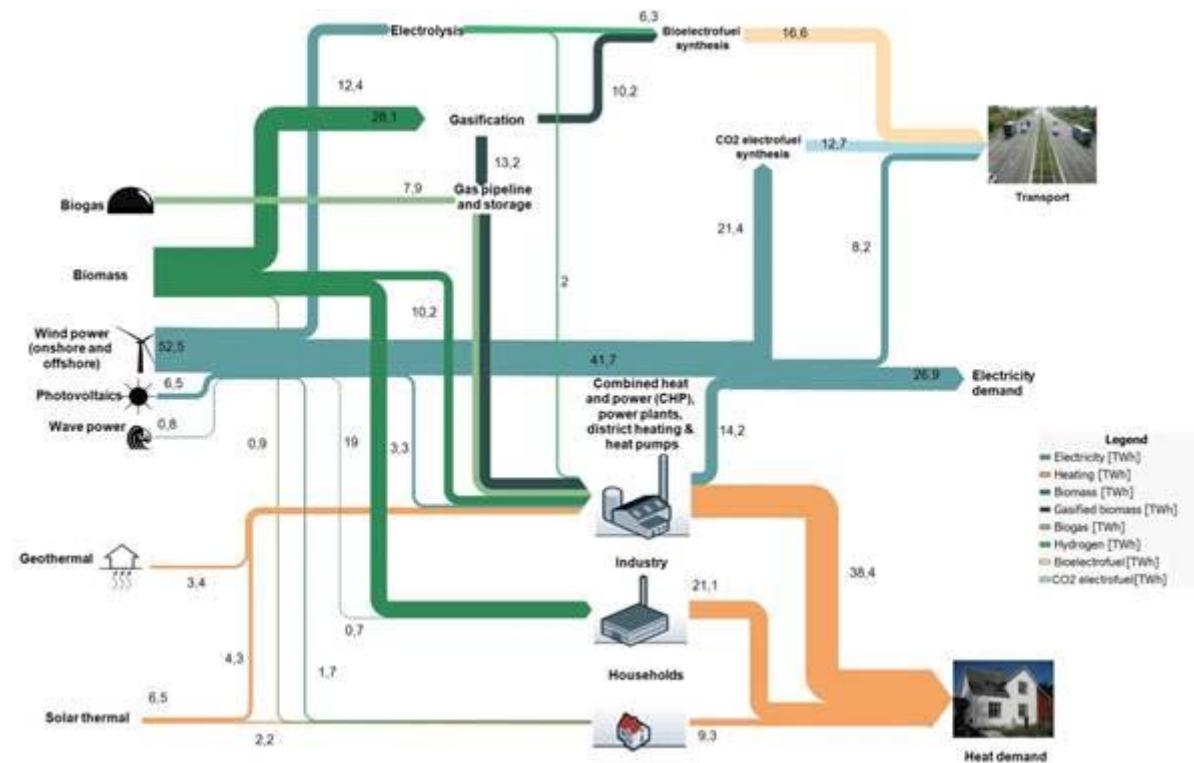 6,3
Electrolysis
Bioelectrofuel
synthesis
16,6
12,4
10,2
28,1
Gasification
CO2 electrofuel
synthesis
12,7
13,2
Transport
7,9
Gas pipeline
and storage
Biogas
21,4
8,2
Biomass
2
10,2
Wind power
(onshore and
offshore)
52,5
41,7
26,9
Electricity
demand
Photovoltaics
6,5
Combined heat
and power (CHP),
power plants,
district heating &
heat pumps
Wave power
0,8
0,9
19
3,3
14,2
Legend
Electricity [TWh]
Heating [TWh]
Biomass [TWh]
Gasified biomass [TWh]
Biogas [TWh]
Hydrogen [TWh]
Bioelectrofuel[TWh]
CO2 electrofuel[TWh]
Geothermal
3,4
Industry
21,1
38,4
0,7
4,3
1,7
Households
6,5
Solar thermal
2,2
9,3
Heat demand